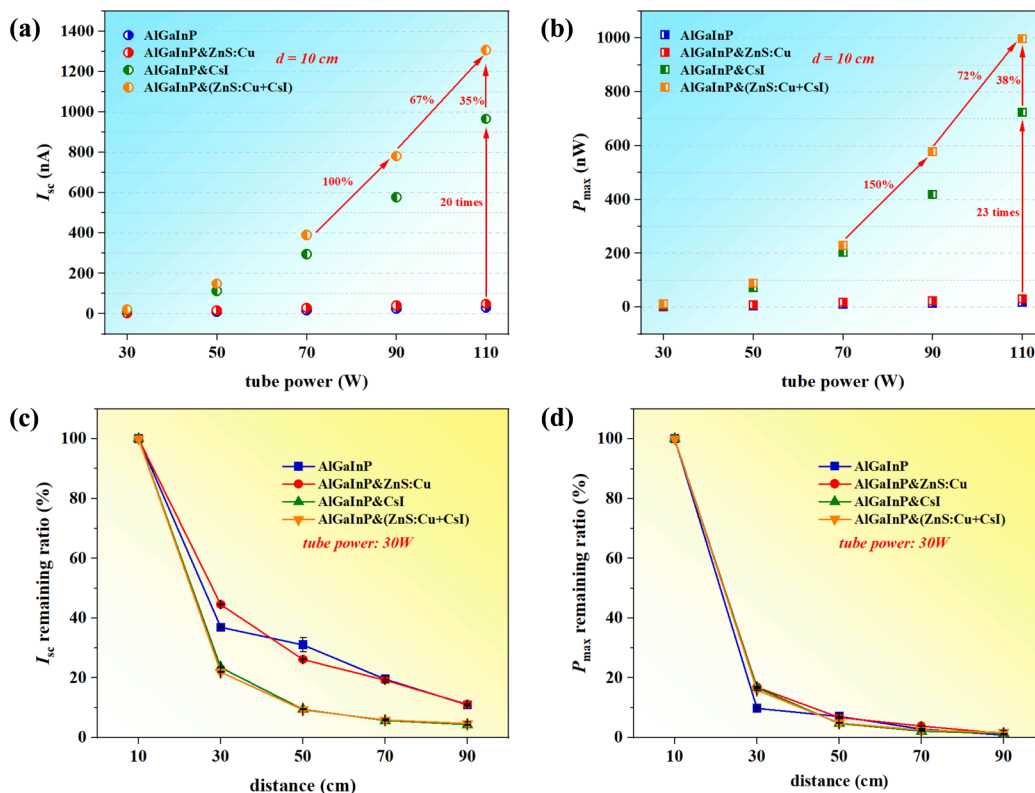 (a)
1400
1200
1000
800
600
400
200
0
I_sc (nA)
AlGaInP
AlGaInP&ZnS:Cu
AlGaInP&CsI
AlGaInP&(ZnS:Cu+CsI)
d = 10 cm
67%
35%
100%
20 times
30 50 70 90 110
tube power (W)
(b)
1000
800
600
400
200
0
P_max (nW)
AlGaInP
AlGaInP&ZnS:Cu
AlGaInP&CsI
AlGaInP&(ZnS:Cu+CsI)
d = 10 cm
72%
38%
150%
23 times
30 50 70 90 110
tube power (W)
(c)
100
80
60
40
20
0
I_sc remaining ratio (%)
AlGaInP
AlGaInP&ZnS:Cu
AlGaInP&CsI
AlGaInP&(ZnS:Cu+CsI)
tube power: 30W
10 30 50 70 90
distance (cm)
(d)
100
80
60
40
20
0
P_max remaining ratio (%)
AlGaInP
AlGaInP&ZnS:Cu
AlGaInP&CsI
AlGaInP&(ZnS:Cu+CsI)
tube power: 30W
10 30 50 70 90
distance (cm)